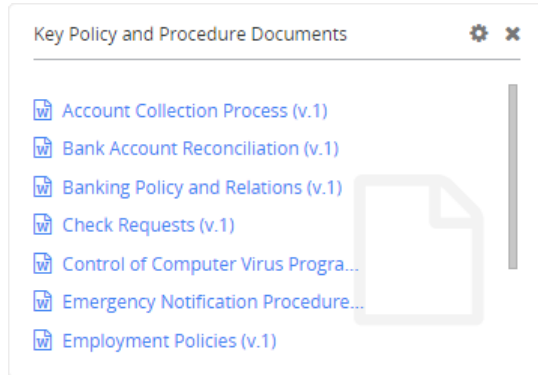 Key Policy and Procedure Documents
Account Collection Process (v.1)
Bank Account Reconciliation (v.1)
Banking Policy and Relations (v.1)
Check Requests (v.1)
Control of Computer Virus Progra...
Emergency Notification Procedure...
Employment Policies (v.1)